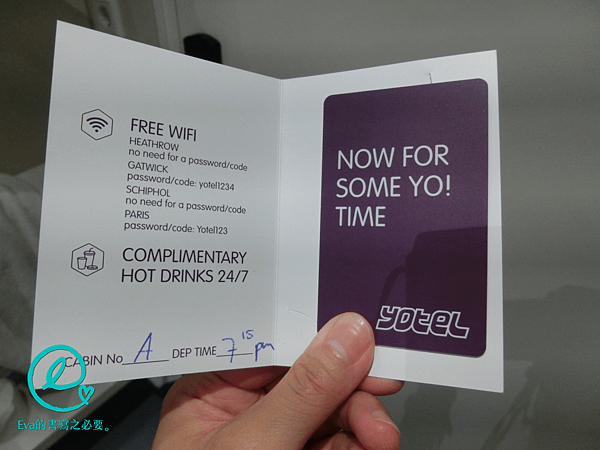 FREE WIFI
HEATHROW
no need for a password/code
GATWICK
password/code: yotel1234
SCHIPHOL
no need for a password/code
PARIS
password/code: Yotel123
COMPLIMENTARY
HOT DRINKS 24/7
CABIN No A DEP TIME 7 15 pm
NOW FOR
SOME YO!
TIME
YOTEL
Eva的書寫之必要。